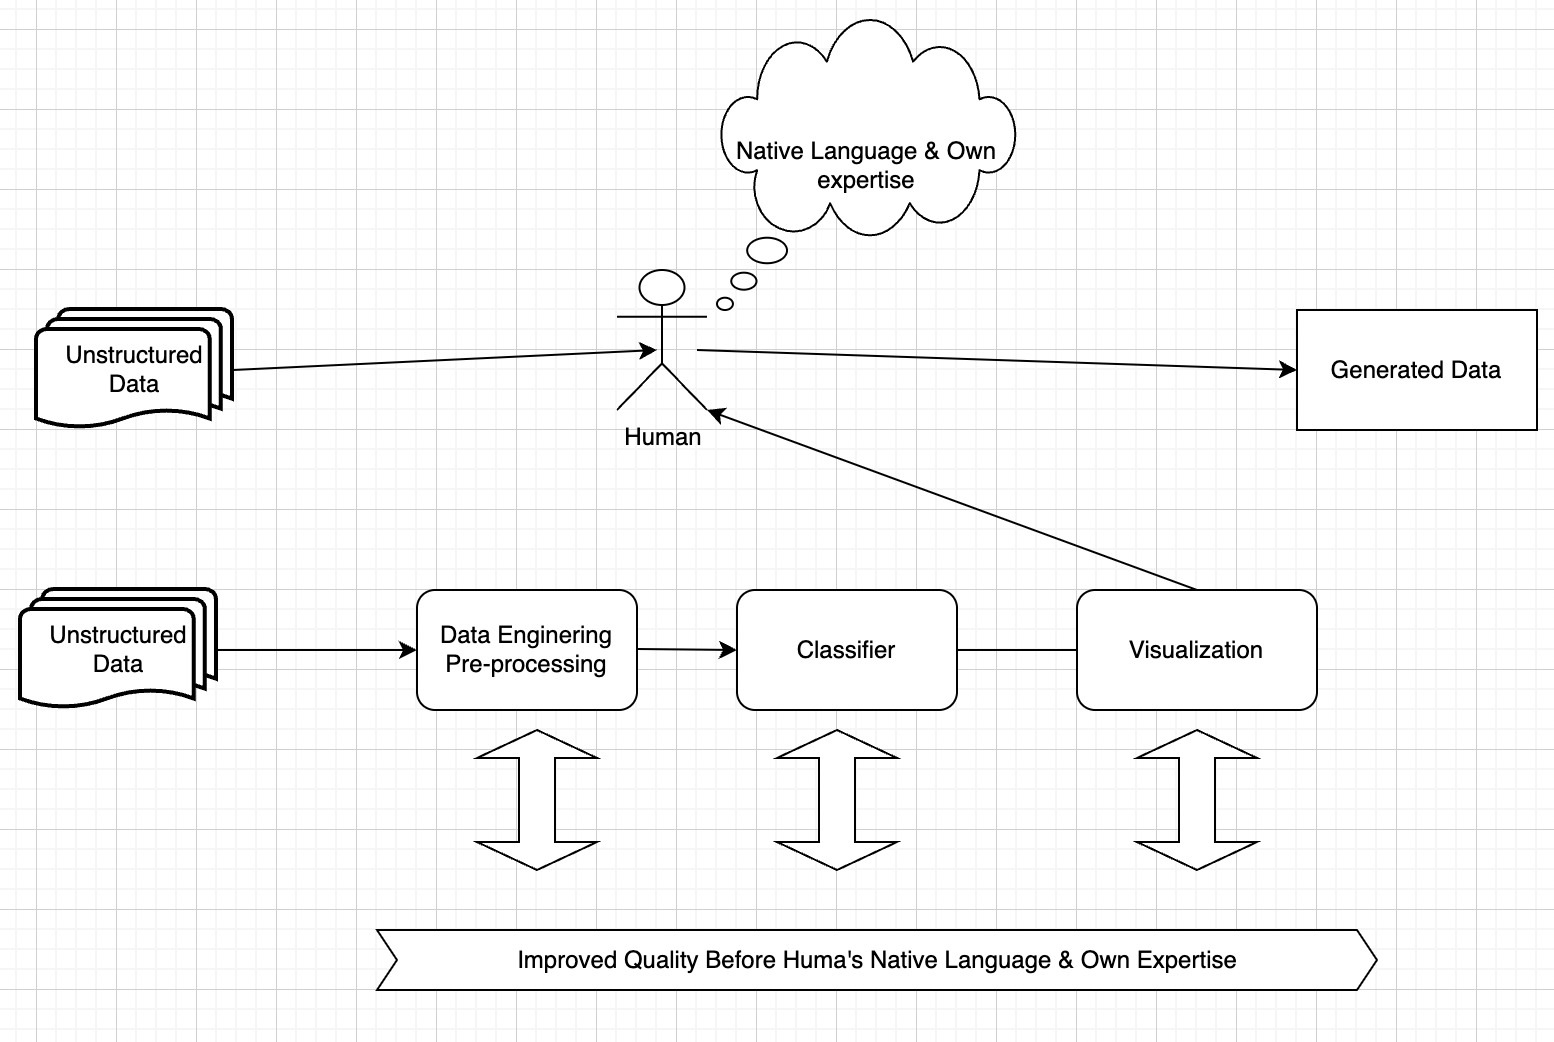 Native Language & Own
expertise
Unstructured
Data
Human
Generated Data
Unstructured
Data
Data Enginering
Pre-processing
Classifier
Visualization
Improved Quality Before Huma's Native Language & Own Expertise